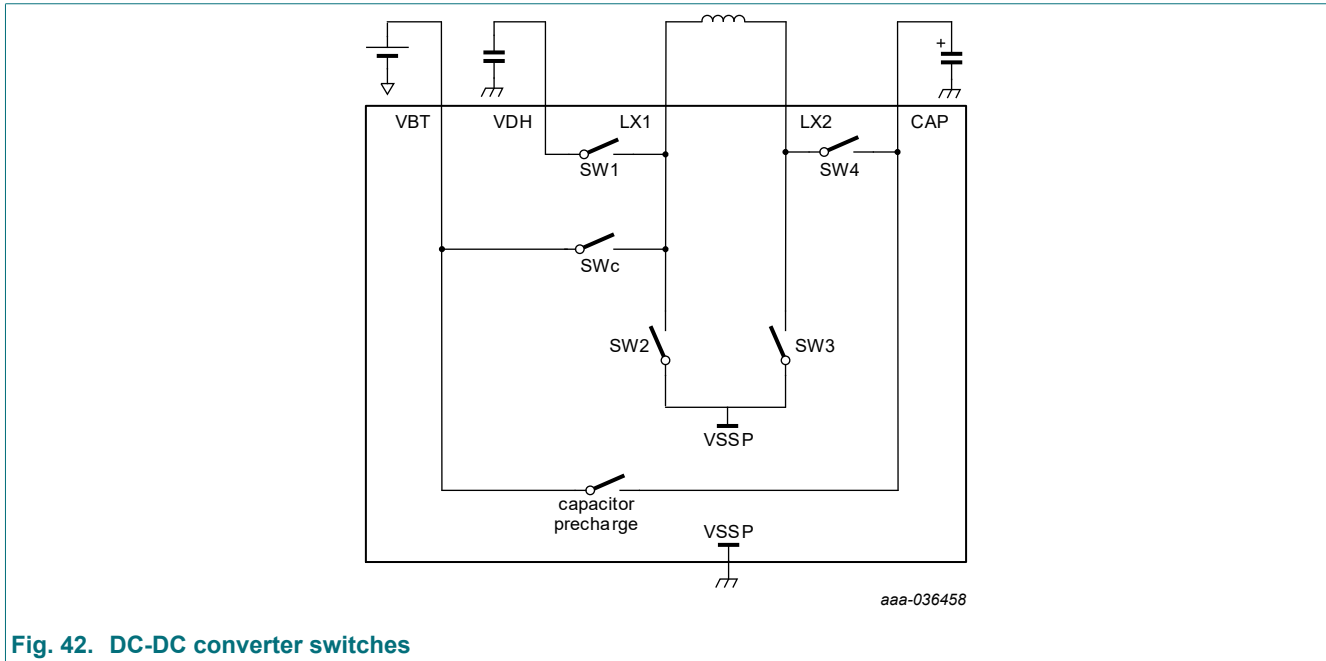 +
VBT
VDH
LX1
LX2
CAP
SW1
SW4
SWc
SW2
SW3
VSSP
capacitor
precharge
VSSP
aaa-036458
Fig. 42. DC-DC converter switches